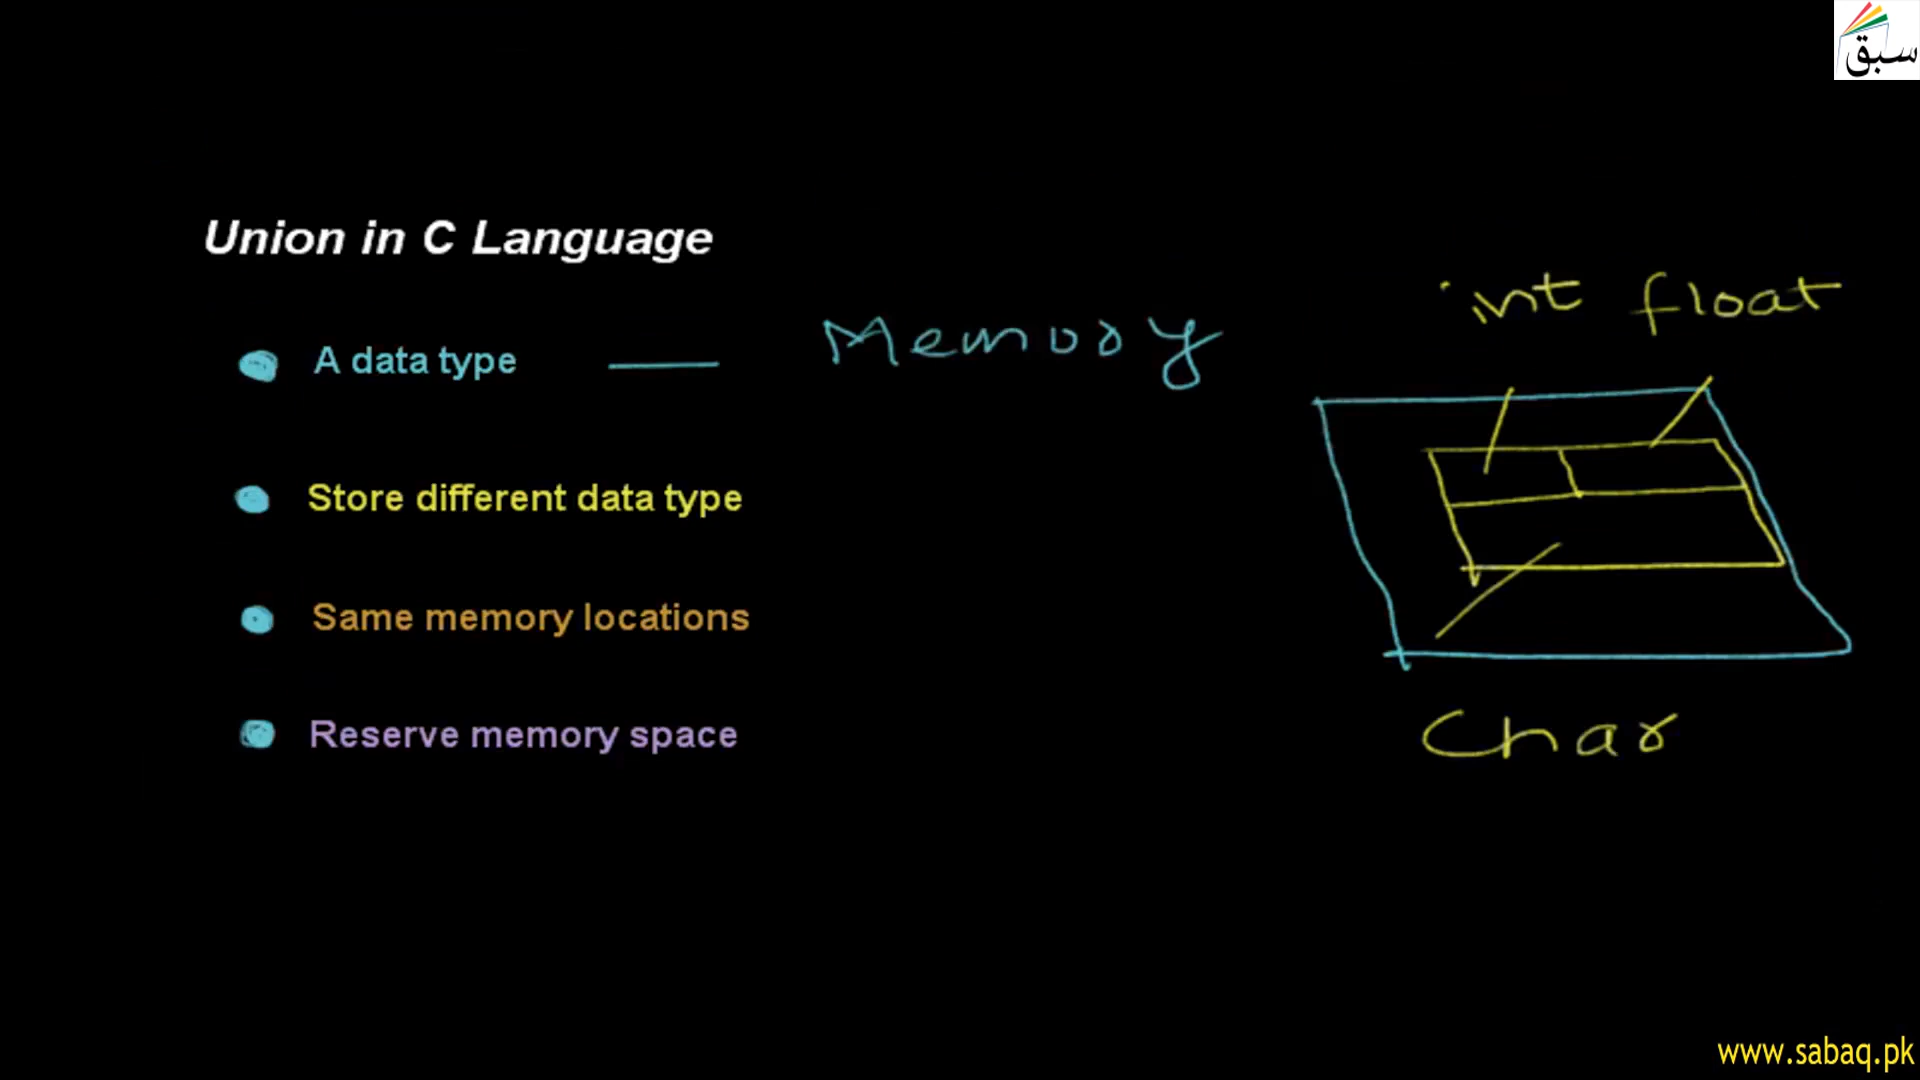 سبق
Union in C Language
int float
A data type
Memory
Store different data type
Same memory locations
Reserve memory space
Char
www.sabaq.pk